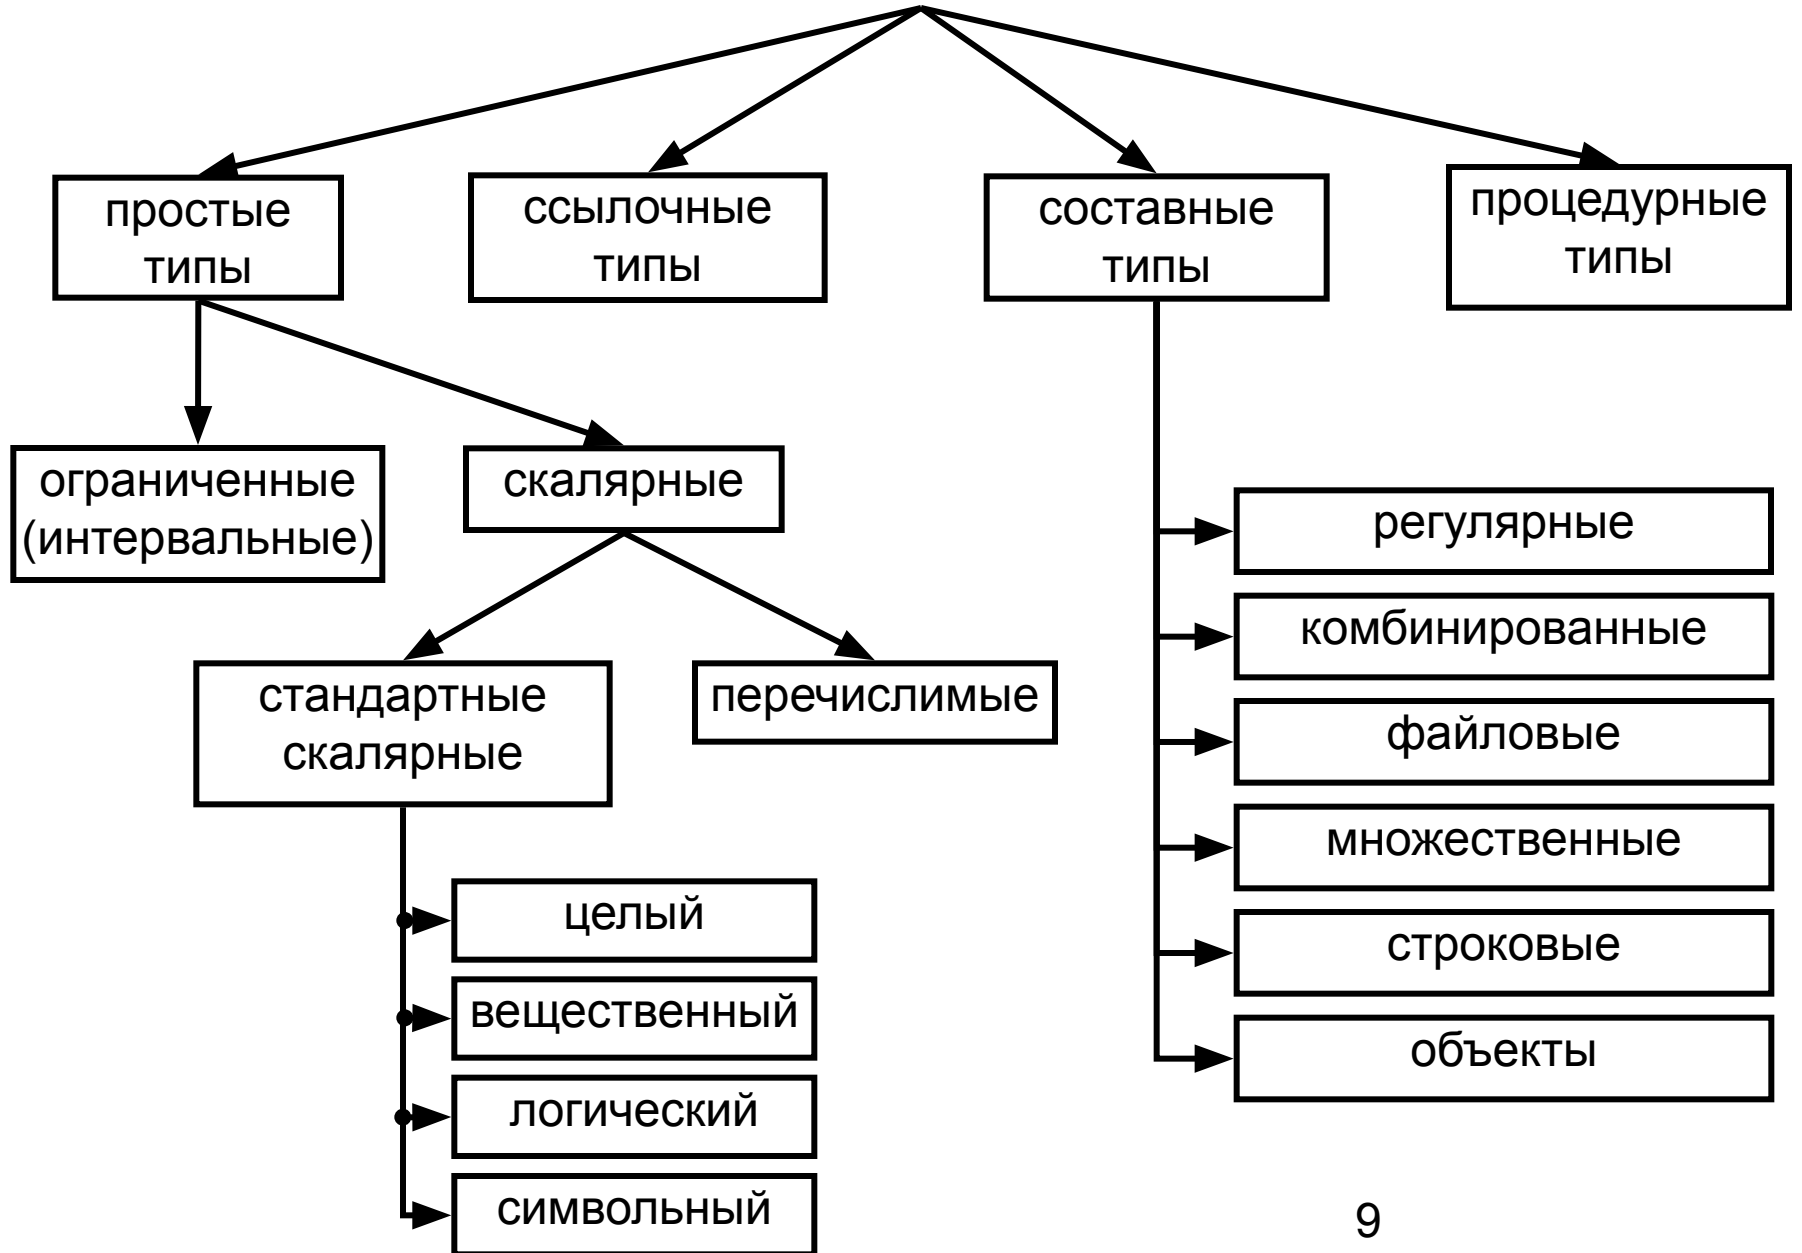 простые
типы
ссылочные
типы
составные
типы
процедурные
типы
ограниченные
(интервальные)
скалярные
стандартные
скалярные
перечислимые
целый
вещественный
логический
символьный
регулярные
комбинированные
файловые
множественные
строковые
объекты
9